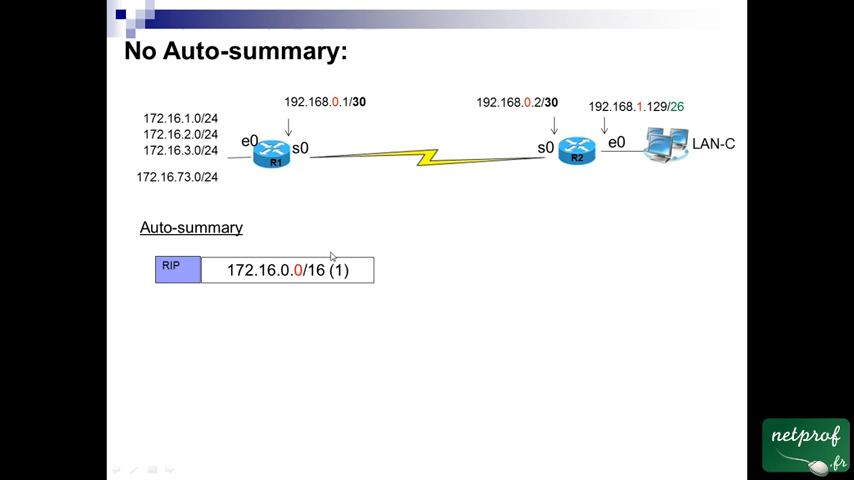 No Auto-summary:
192.168.0.1/30
192.168.0.2/30
192.168.1.129/26
172.16.1.0/24
172.16.2.0/24
172.16.3.0/24
172.16.73.0/24
e0
s0
R1
s0
R2
e0
LAN-C
Auto-summary
RIP
172.16.0.0/16 (1)
netprof
.fr